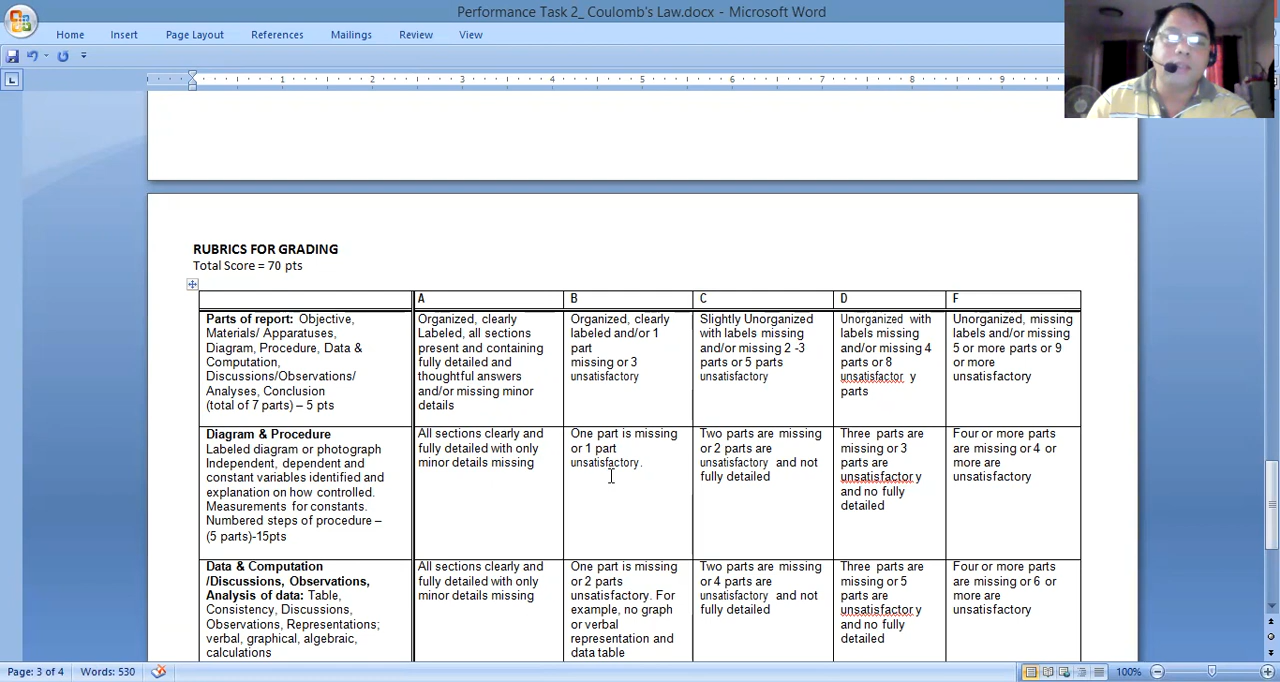 Performance Task 2_ Coulomb's Law.docx - Microsoft Word
Home Insert Page Layout References Mailings Review View
1 2 3 4 5 6 7 8 9
RUBRICS FOR GRADING
Total Score = 70 pts
A B C D F
Parts of report: Objective,
Materials/ Apparatuses,
Diagram, Procedure, Data &
Computation,
Discussions/Observations/
Analyses, Conclusion
(total of 7 parts) – 5 pts
Organized, clearly
Labeled, all sections
present and containing
fully detailed and
thoughtful answers
and/or missing minor
details
Organized, clearly
labeled and/or 1
part
missing or 3
unsatisfactory
Slightly Unorganized
with labels missing
and/or missing 2 -3
parts or 5 parts
unsatisfactory
Unorganized with
labels missing
and/or missing 4
parts or 8
unsatisfactor y
parts
Unorganized, missing
labels and/or missing
5 or more parts or 9
or more
unsatisfactory
Diagram & Procedure
Labeled diagram or photograph
Independent, dependent and
constant variables identified and
explanation on how controlled.
Measurements for constants.
Numbered steps of procedure –
(5 parts)-15pts
All sections clearly and
fully detailed with only
minor details missing
One part is missing
or 1 part
unsatisfactory.
Two parts are missing
or 2 parts are
unsatisfactory and not
fully detailed
Three parts are
missing or 3
parts are
unsatisfactor y
and no fully
detailed
Four or more parts
are missing or 4 or
more are
unsatisfactory
Data & Computation
/Discussions, Observations,
Analysis of data: Table,
Consistency, Discussions,
Observations, Representations;
verbal, graphical, algebraic,
calculations
All sections clearly and
fully detailed with only
minor details missing
One part is missing
or 2 parts
unsatisfactory. For
example, no graph
or verbal
representation and
data table
Two parts are missing
or 4 parts are
unsatisfactory and not
fully detailed
Three parts are
missing or 5
parts are
unsatisfactor y
and no fully
detailed
Four or more parts
are missing or 6 or
more are
unsatisfactory
Page: 3 of 4 Words: 530 100%